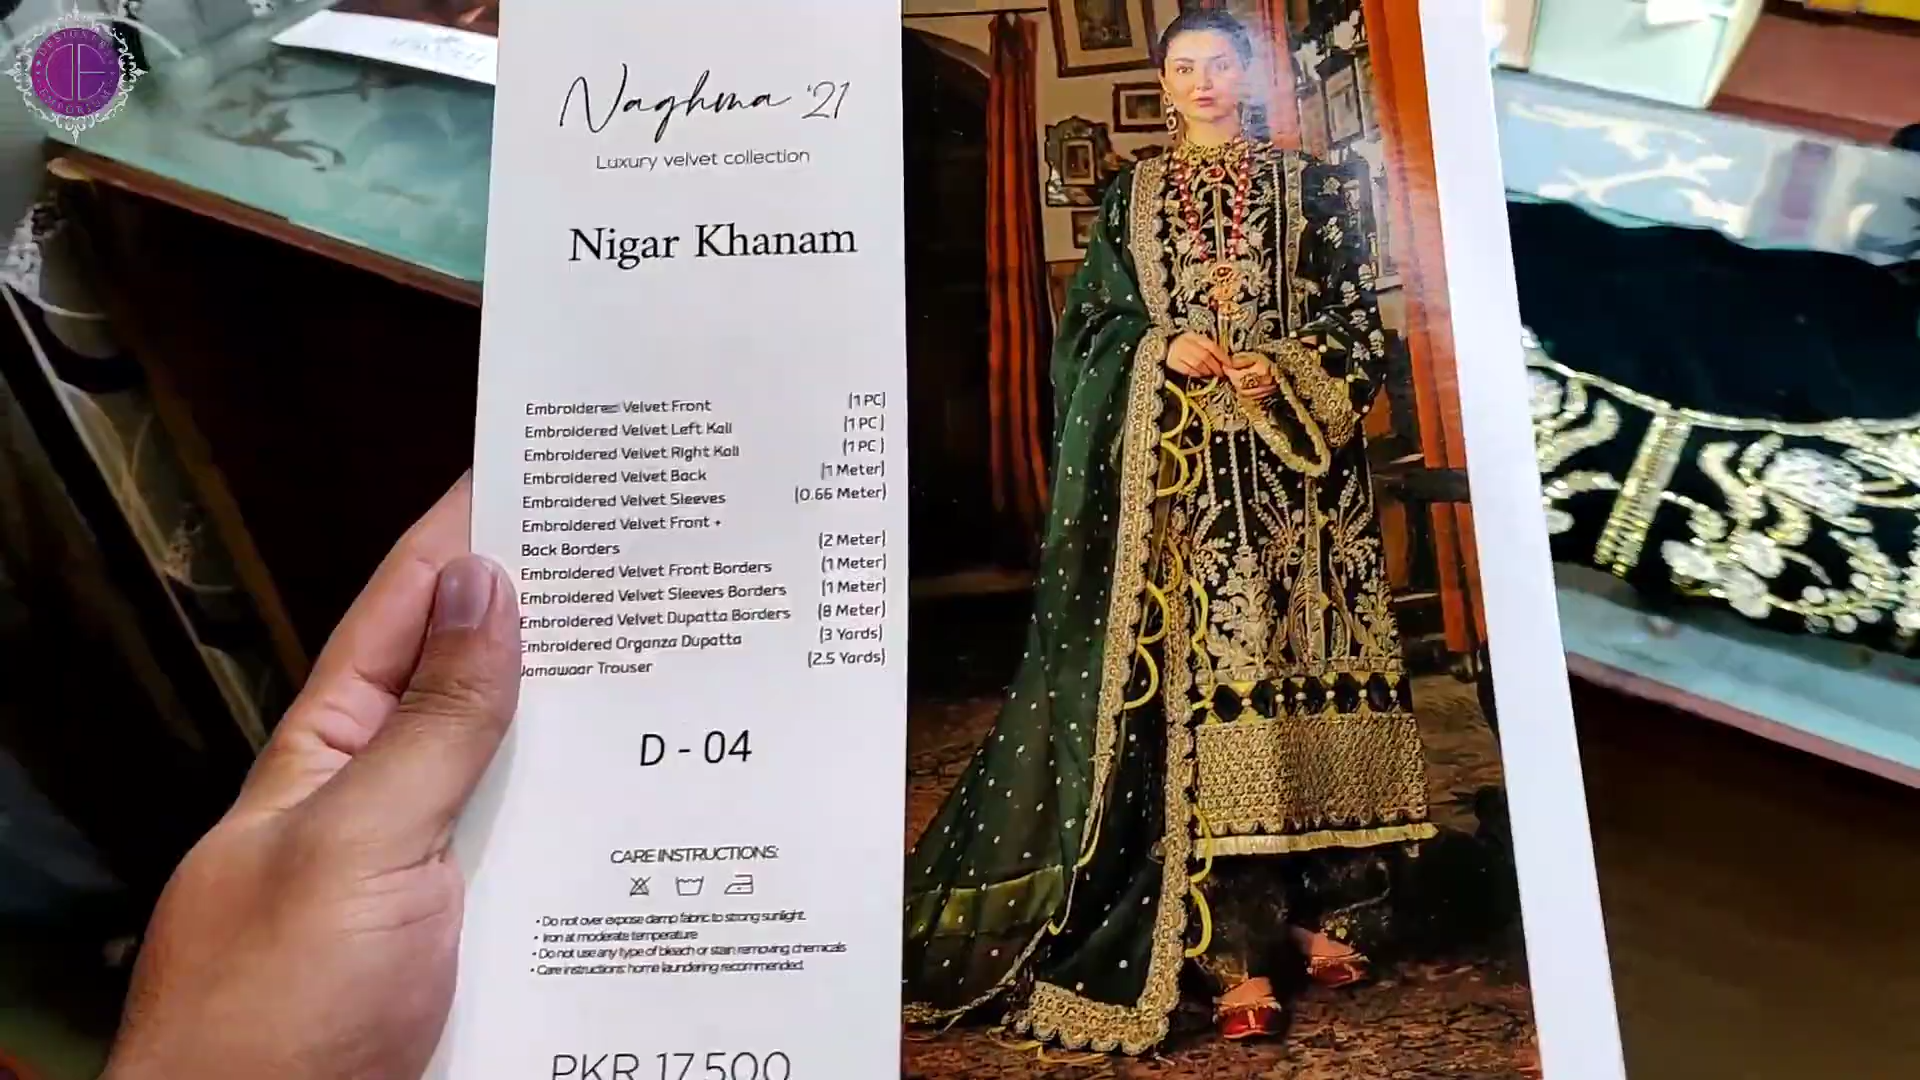 DESIGNERS
EMPORIUM
Naghma '21
Luxury velvet collection
Nigar Khanam
Embroidered Velvet Front (1 PC)
Embroidered Velvet Left Kali (1 PC )
Embroidered Velvet Right Kali (1 PC )
Embroidered Velvet Back (1 Meter)
Embroidered Velvet Sleeves (0.66 Meter)
Embroidered Velvet Front +
Back Borders (2 Meter)
Embroidered Velvet Front Borders (1 Meter)
Embroidered Velvet Sleeves Borders (1 Meter)
Embroidered Velvet Dupatta Borders (8 Meter)
Embroidered Organza Dupatta (3 Yards)
Jamawaar Trouser (2.5 Yards)
D - 04
CARE INSTRUCTIONS:
• Do not over expose damp fabric to strong sunlight.
• Iron at moderate temperature
• Do not use any type of bleach or stain removing chemicals
• Care instructions: home laundering recommended.
PKR 17,500